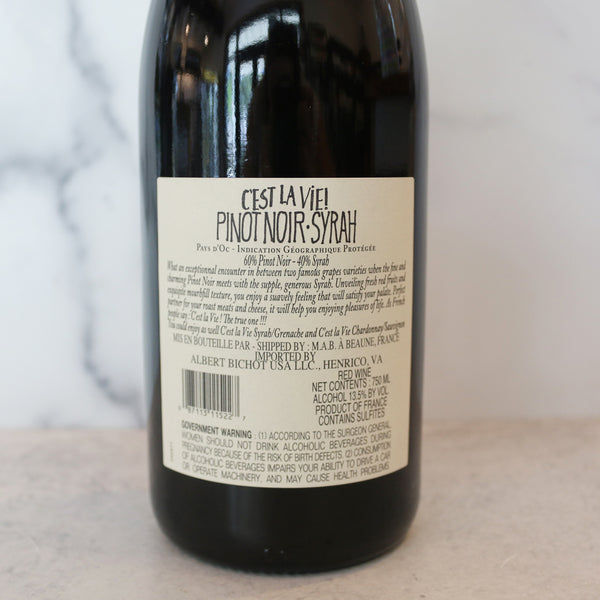 C'EST LA VIE!
PINOT NOIR·SYRAH
PAYS D'OC - INDICATION GÉOGRAPHIQUE PROTÉGÉE
60% Pinot Noir - 40% Syrah
What an exceptionnal encounter in between two famous grapes varieties when the fine and
charming Pinot Noir meets with the supple, generous Syrah. Unveiling fresh red fruits and
exquisite mouthfill texture, you enjoy a suavely feeling that will satisfy your palate. Perfect
partner for your roast meats and cheese, it will help you enjoying pleasures of life...As French
people say : 'C'est la Vie ! The true one !!!
You could enjoy as well C'est la Vie Syrah/Grenache and C'est la Vie Chardonnay/Sauvignon
MIS EN BOUTEILLE PAR - SHIPPED BY : M.A.B. À BEAUNE, FRANCE
IMPORTED BY
ALBERT BICHOT USA LLC., HENRICO, VA
RED WINE
NET CONTENTS : 750 ML
ALCOHOL 13.5% BY VOL.
PRODUCT OF FRANCE
CONTAINS SULFITES
GOVERNMENT WARNING : (1) ACCORDING TO THE SURGEON GENERAL,
WOMEN SHOULD NOT DRINK ALCOHOLIC BEVERAGES DURING
PREGNANCY BECAUSE OF THE RISK OF BIRTH DEFECTS. (2) CONSUMPTION
OF ALCOHOLIC BEVERAGES IMPAIRS YOUR ABILITY TO DRIVE A CAR
OR OPERATE MACHINERY, AND MAY CAUSE HEALTH PROBLEMS.